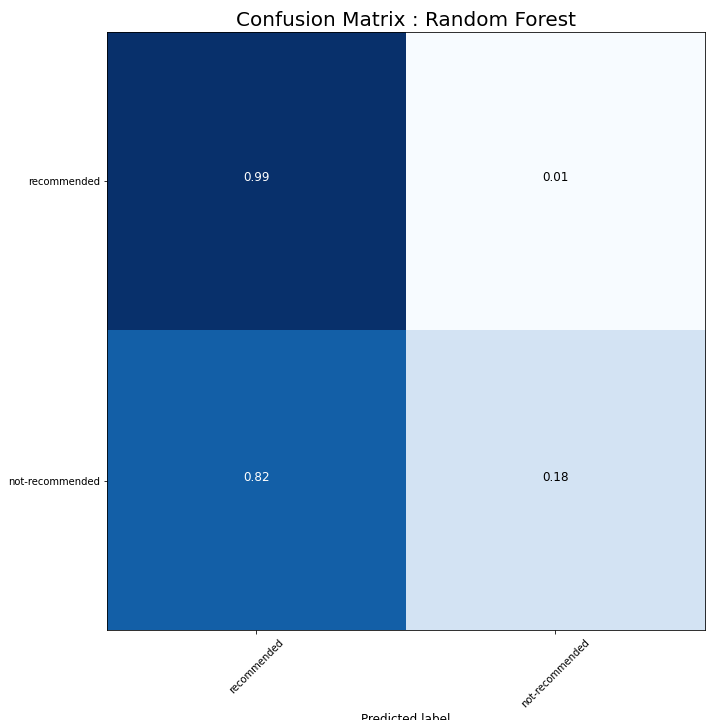 Confusion Matrix : Random Forest
recommended
0.99
0.01
not-recommended
0.82
0.18
recommended
not-recommended
Predicted label